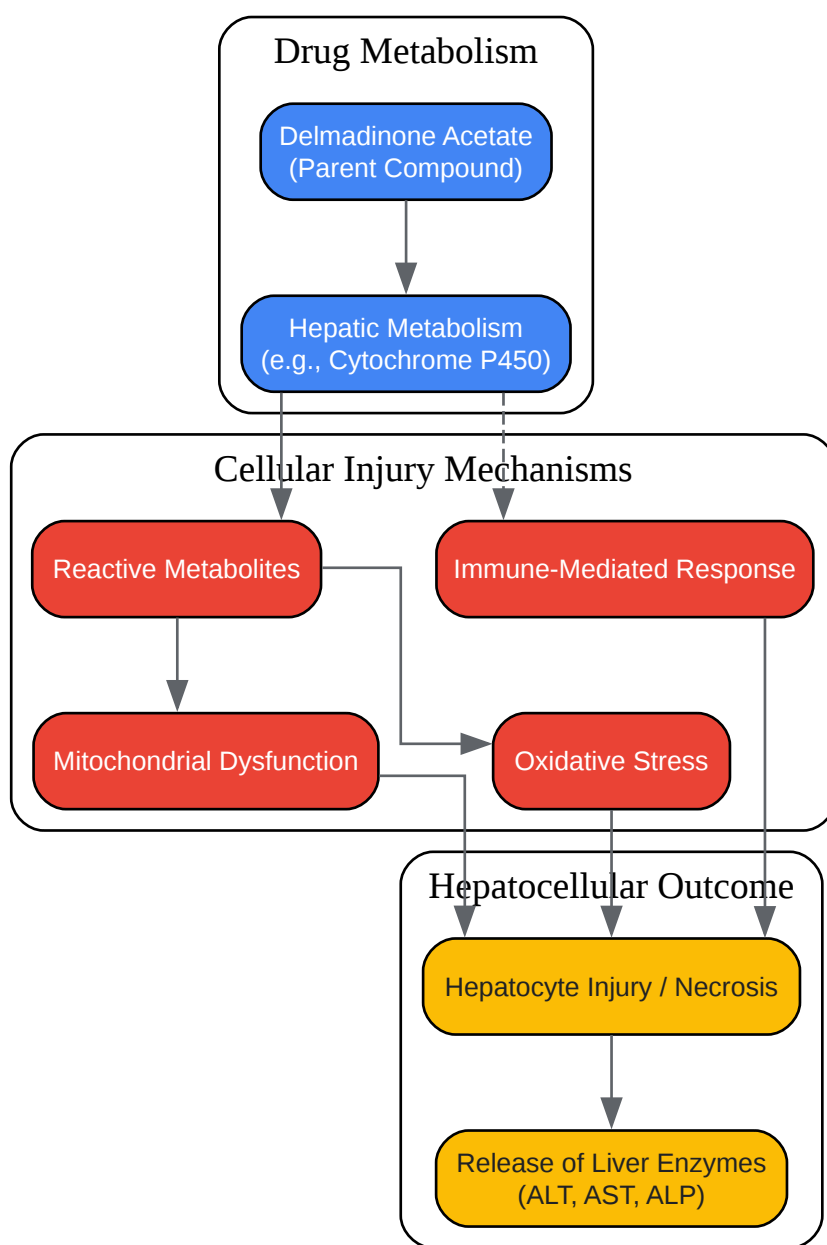 Drug Metabolism
Delmadinone Acetate
(Parent Compound)
Hepatic Metabolism
(e.g., Cytochrome P450)
Cellular Injury Mechanisms
Reactive Metabolites
Immune-Mediated Response
Mitochondrial Dysfunction
Oxidative Stress
Hepatocellular Outcome
Hepatocyte Injury / Necrosis
Release of Liver Enzymes
(ALT, AST, ALP)